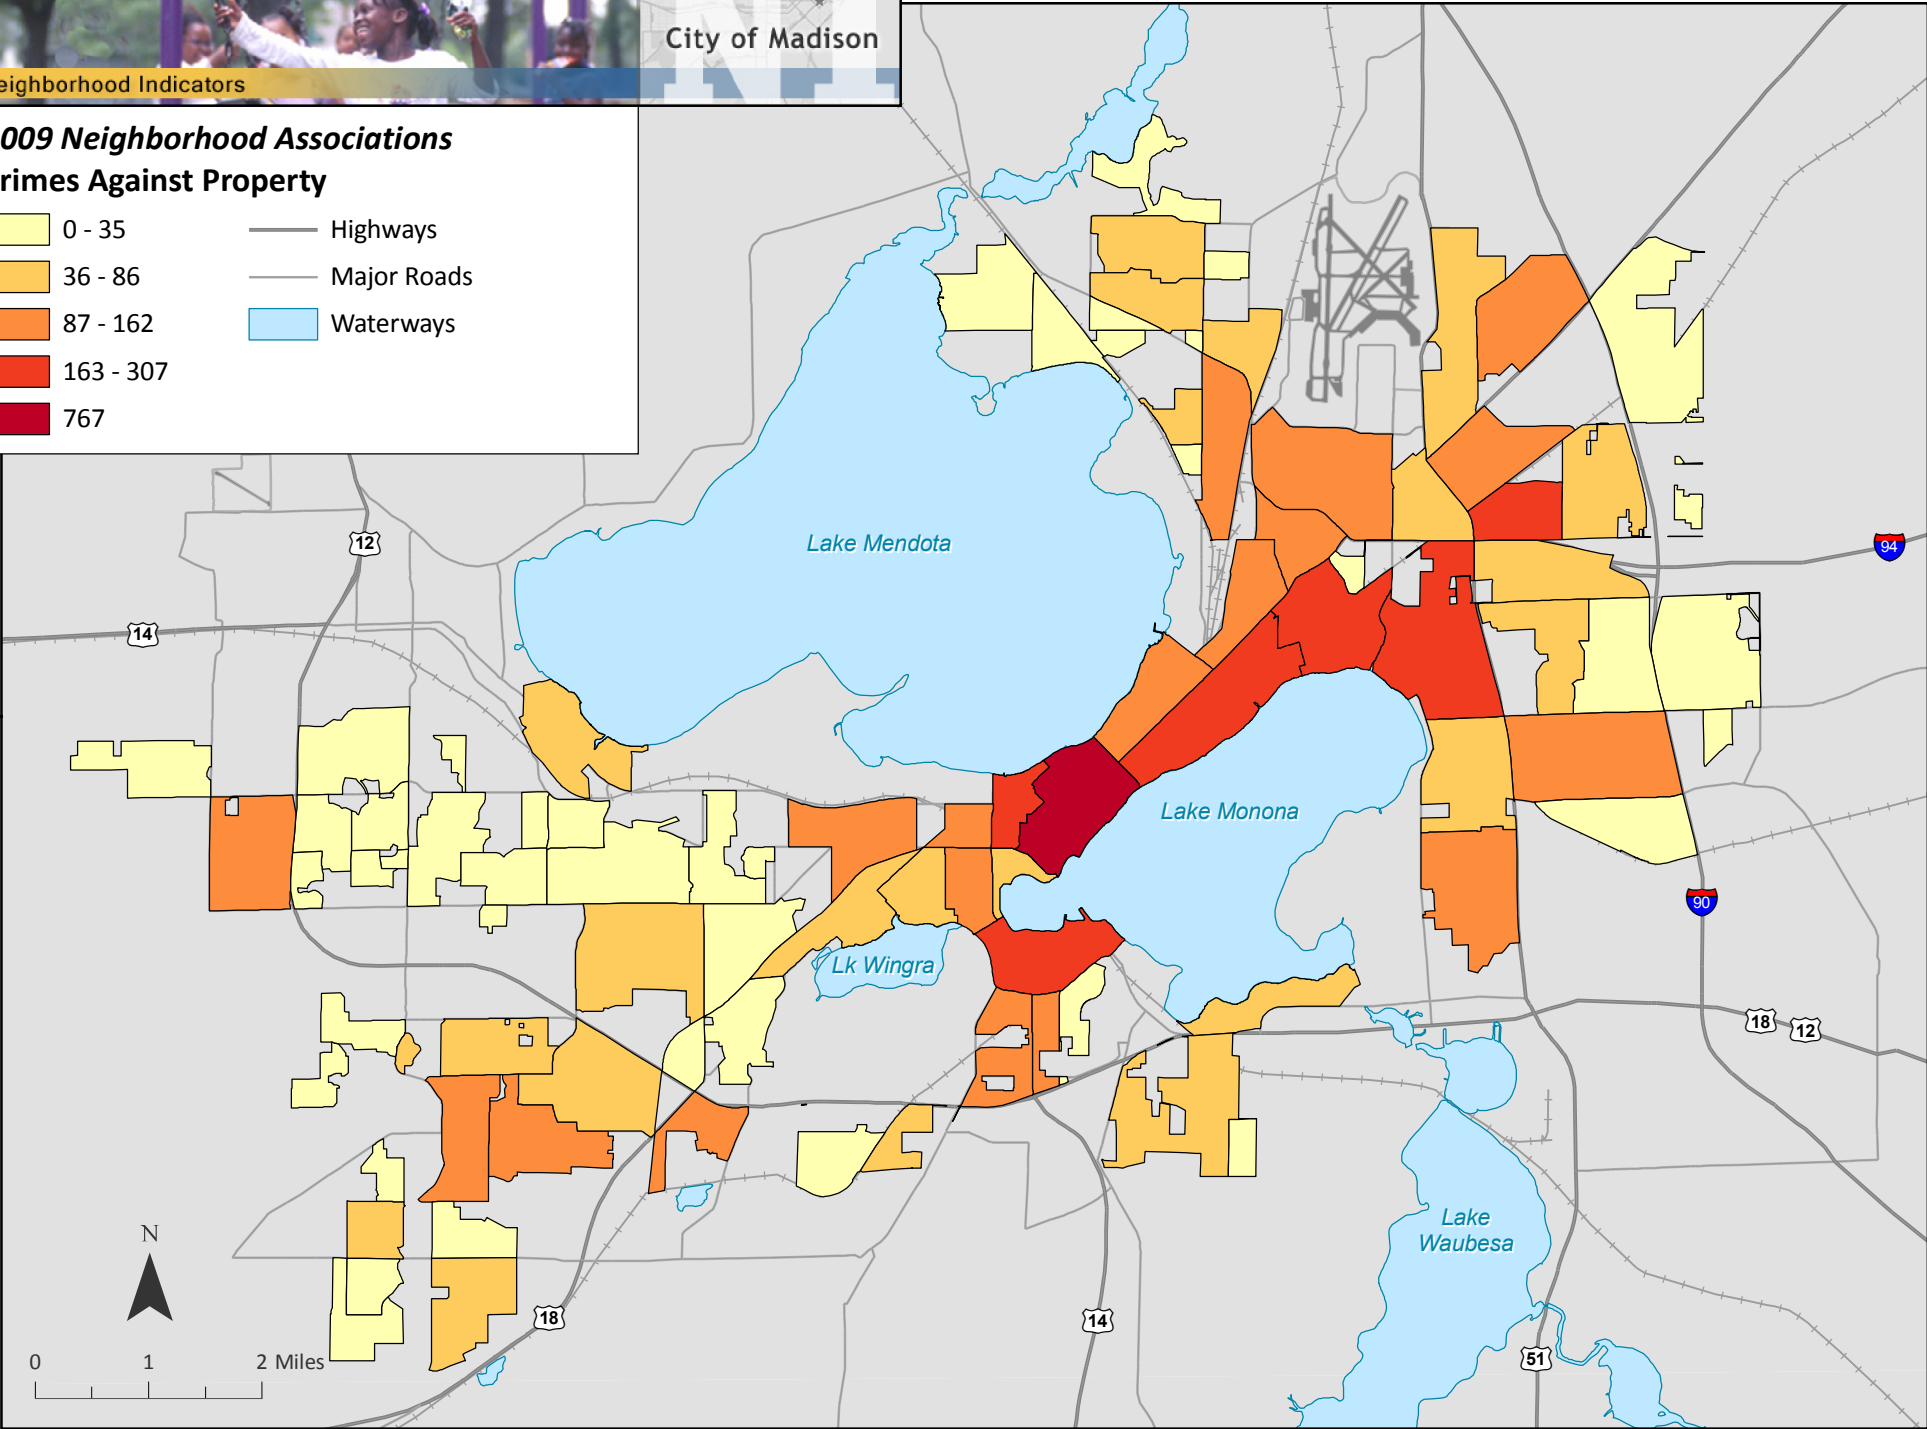 City of Madison
eighborhood Indicators
NI
009 Neighborhood Associations
rimes Against Property
0 - 35
36 - 86
87 - 162
163 - 307
767
Highways
Major Roads
Waterways
12
Lake Mendota
94
14
Lake Monona
90
Lk Wingra
18
12
Lake
Waubesa
N
18
14
51
0 1 2 Miles